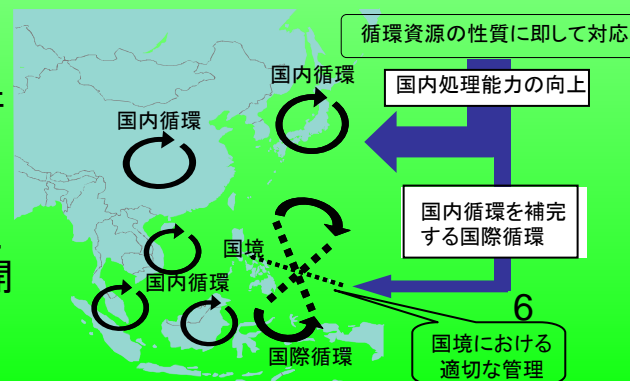 循環資源の性質に即して対応
国内循環
国内処理能力の向上
国内循環
国内循環を補完
する国際循環
国境
国内循環
開
6
国境における
適切な管理
国際循環